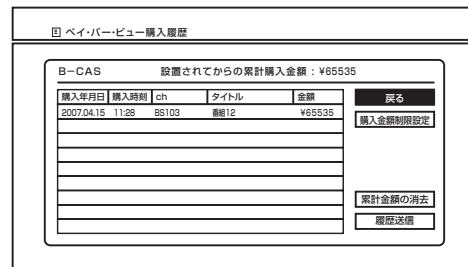 ペイ・パー・ビュー購入履歴
B-CAS 設置されてからの累計購入金額:¥65535
購入年月日 購入時刻 ch タイトル 金額
2007.04.15 11:28 BS103 番組12 ¥65535
戻る
購入金額制限設定
累計金額の消去
履歴送信